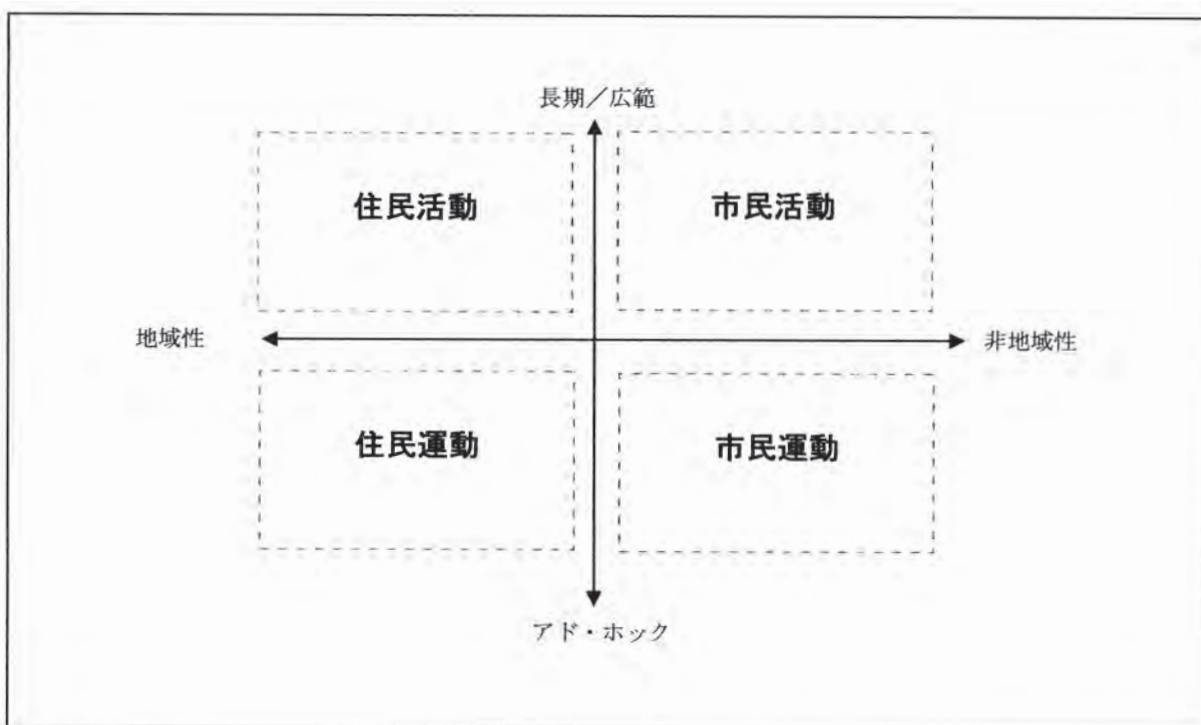 長期／広範
住民活動
市民活動
地域性
非地域性
住民運動
市民運動
アド・ホック